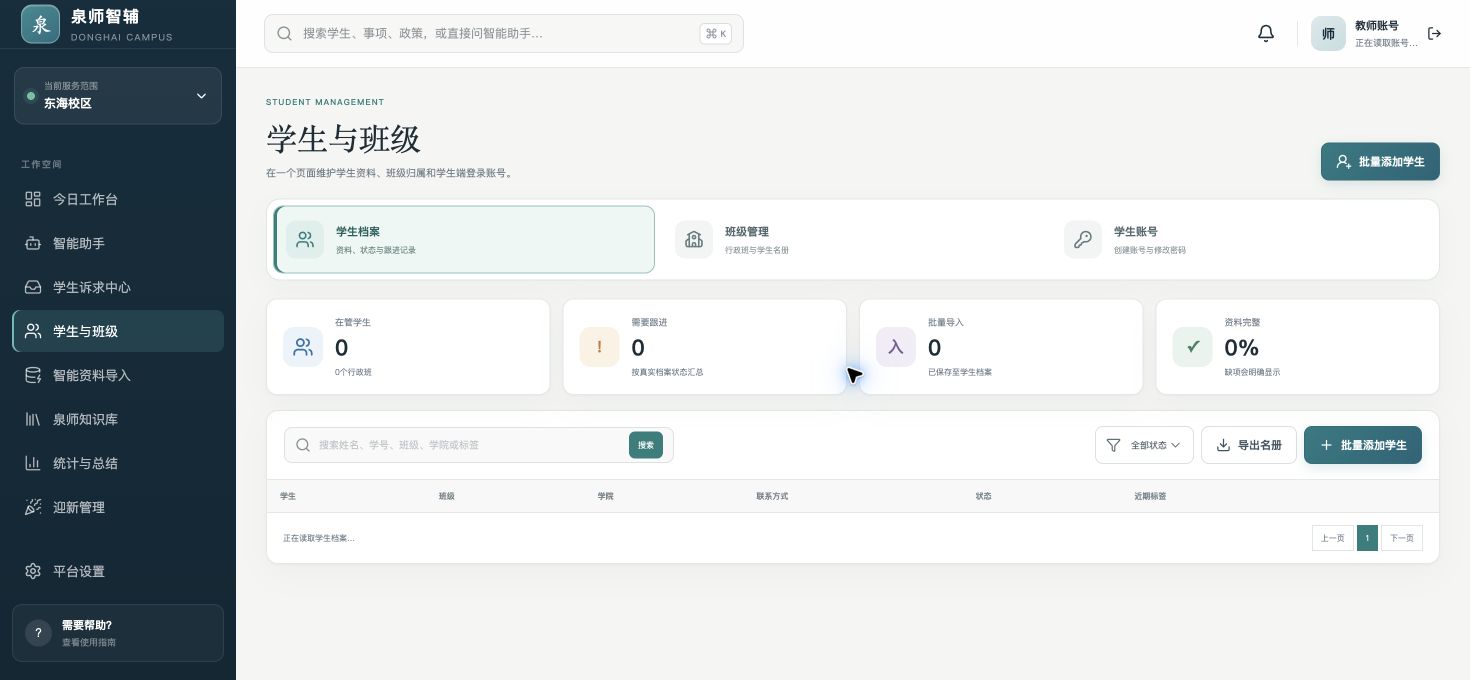 泉
泉师智辅
DONGHAI CAMPUS
当前服务范围
东海校区
工作空间
今日工作台
智能助手
学生诉求中心
学生与班级
智能资料导入
泉师知识库
统计与总结
迎新管理
平台设置
?
需要帮助?
查看使用指南
搜索学生、事项、政策，或直接问智能助手...
⌘ K
师
教师账号
正在读取账号...
STUDENT MANAGEMENT
学生与班级
在一个页面维护学生资料、班级归属和学生端登录账号。
批量添加学生
学生档案
资料、状态与跟进记录
班级管理
行政班与学生名册
学生账号
创建账号与修改密码
在管学生
0
0个行政班
!
需要跟进
0
按真实档案状态汇总
入
批量导入
0
已保存至学生档案
✓
资料完整
0%
缺项会明确显示
搜索姓名、学号、班级、学院或标签
搜索
全部状态
导出名册
批量添加学生
学生 班级 学院 联系方式 状态 近期标签
正在读取学生档案...
上一页 1 下一页